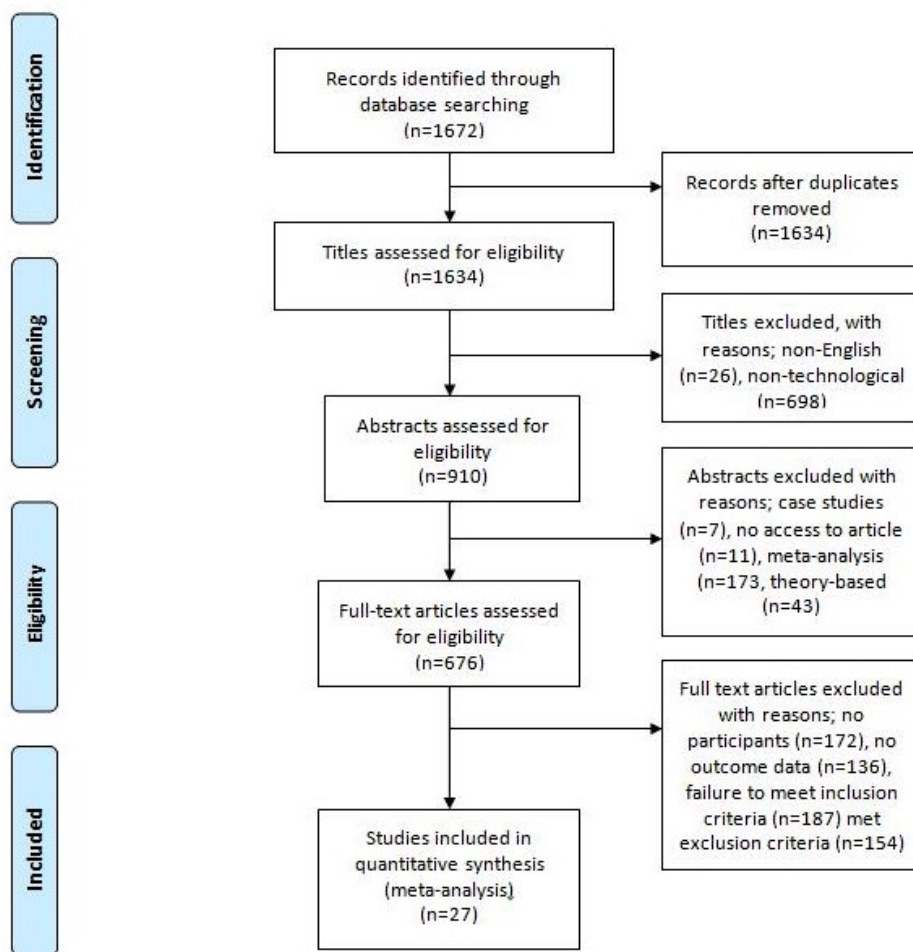 Identification
Records identified through
database searching
(n=1672)
Records after duplicates
removed
(n=1634)
Titles assessed for eligibility
(n=1634)
Screening
Titles excluded, with
reasons; non-English
(n=26), non-technological
(n=698)
Abstracts assessed for
eligibility
(n=910)
Abstracts excluded with
reasons; case studies
(n=7), no access to article
(n=11), meta-analysis
(n=173, theory-based
(n=43)
Eligibility
Full-text articles assessed
for eligibility
(n=676)
Full text articles excluded
with reasons; no
participants (n=172), no
outcome data (n=136),
failure to meet inclusion
criteria (n=187) met
exclusion criteria (n=154)
Included
Studies included in
quantitative synthesis
(meta-analysis)
(n=27)